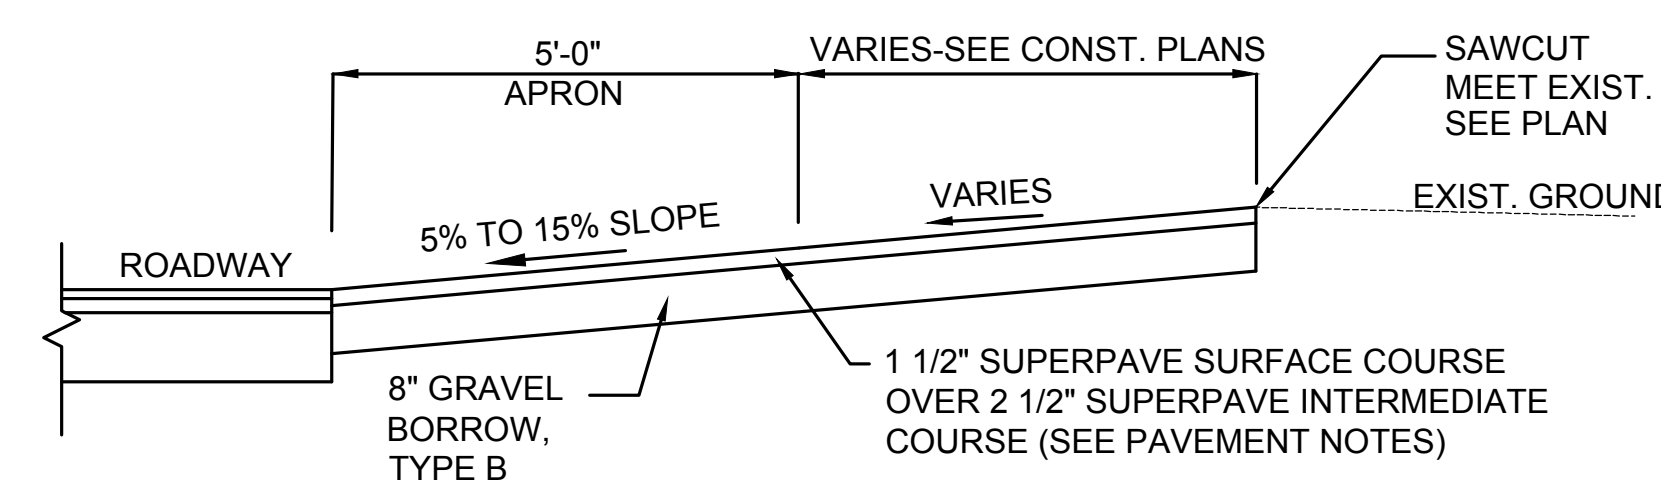 5'-0"
APRON
VARIES-SEE CONST. PLANS
SAWCUT
MEET EXIST.
SEE PLAN
VARIES
EXIST. GROUND
5% TO 15% SLOPE
ROADWAY
8" GRAVEL
BORROW,
TYPE B
1 1/2" SUPERPAVE SURFACE COURSE
OVER 2 1/2" SUPERPAVE INTERMEDIATE
COURSE (SEE PAVEMENT NOTES)